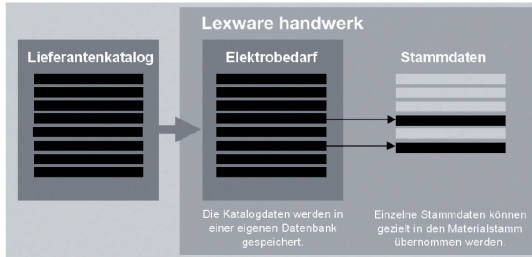 Lexware handwerk
Lieferantenkatalog
Elektrobedarf
Stammdaten
Die Katalogdaten werden in
einer eigenen Datenbank
gespeichert.
Einzelne Stammdaten können
gezielt in den Materialstamm
übernommen werden.